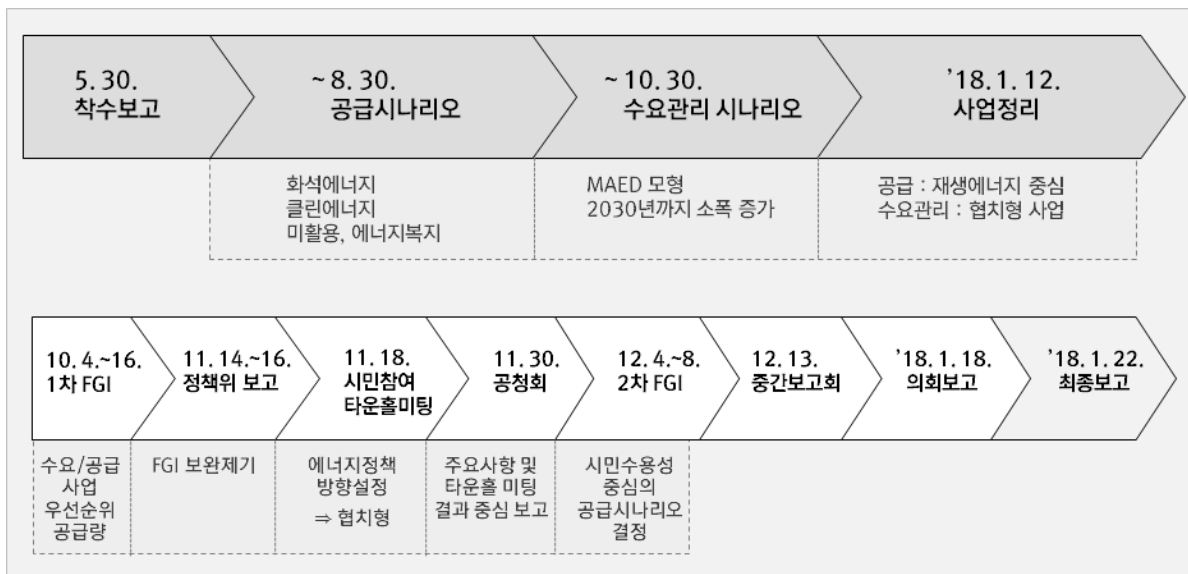 5. 30.
착수보고
~ 8. 30.
공급시나리오
~ 10. 30.
수요관리 시나리오
’18. 1. 12.
사업정리
화석에너지
클린에너지
미활용, 에너지복지
MAED 모형
2030년까지 소폭 증가
공급 : 재생에너지 중심
수요관리 : 협치형 사업
10. 4.~16.
1차 FGI
11. 14.~16.
정책위 보고
11. 18.
시민참여
타운홀미팅
11. 30.
공청회
12. 4.~8.
2차 FGI
12. 13.
중간보고회
’18. 1. 18.
의회보고
’18. 1. 22.
최종보고
수요/공급
사업
우선순위
공급량
FGI 보완제기
에너지정책
방향설정
⇒ 협치형
주요사항 및
타운홀 미팅
결과 중심 보고
시민수용성
중심의
공급시나리오
결정